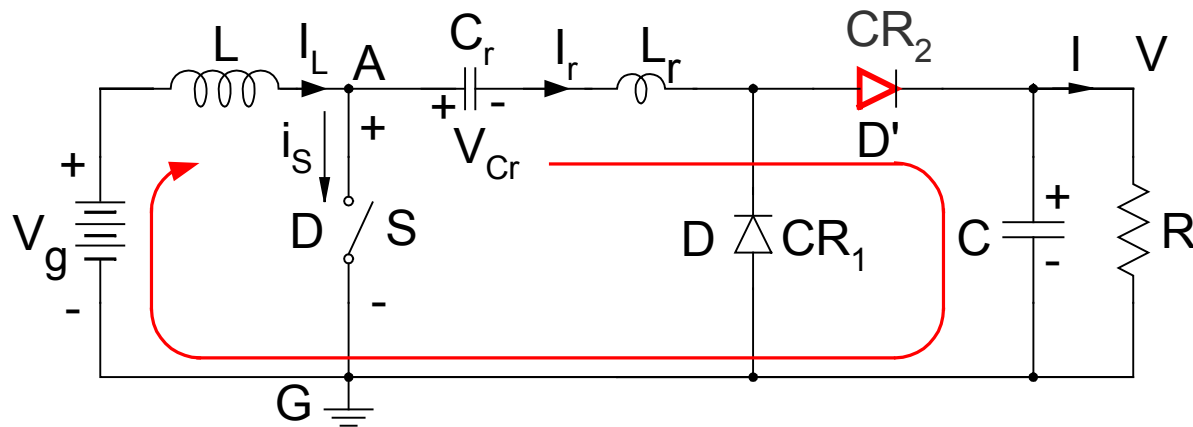 L
I_L
A
C_r
I_r
L_r
CR_2
I
V
+
-
+
V_Cr
D'
i_S
+
V_g
D
S
D
CR_1
C
+
-
R
-
-
G